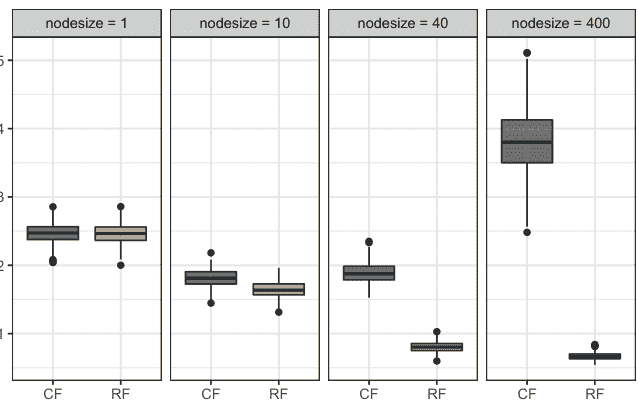 nodesize = 1
nodesize = 10
nodesize = 40
nodesize = 400
5
4
3
2
1
CF
RF
CF
RF
CF
RF
CF
RF